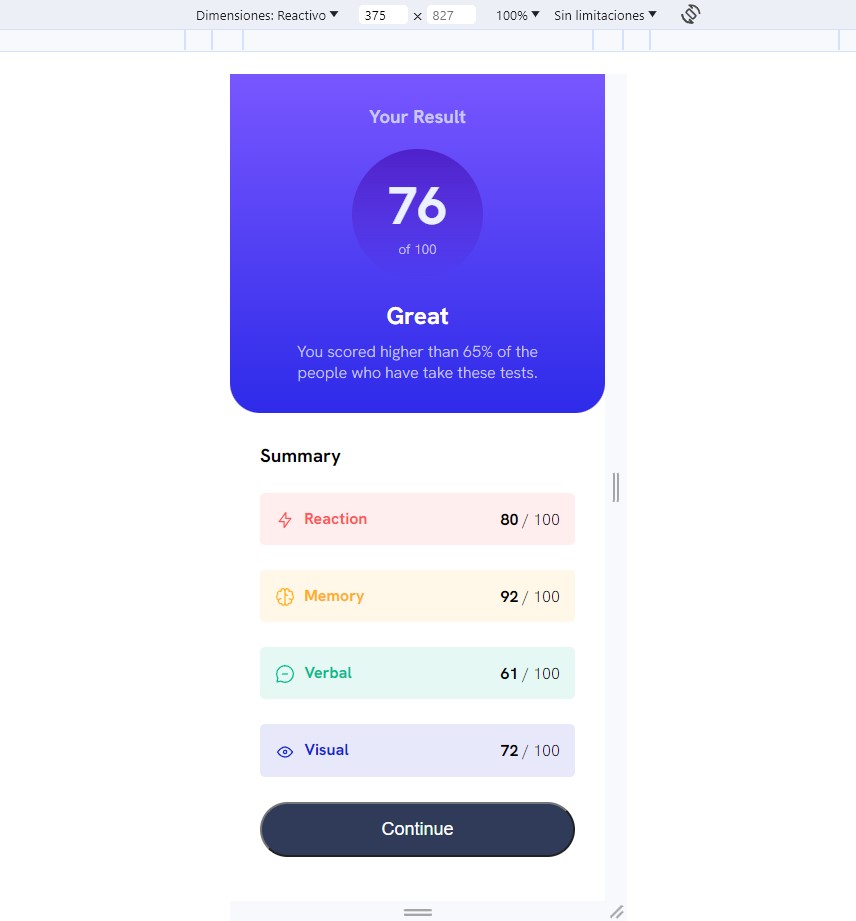 Dimensiones: Reactivo ▼ 375 × 827 100% ▼ Sin limitaciones ▼
Your Result
76
of 100
Great
You scored higher than 65% of the
people who have take these tests.
Summary
Reaction 80 / 100
Memory 92 / 100
Verbal 61 / 100
Visual 72 / 100
Continue